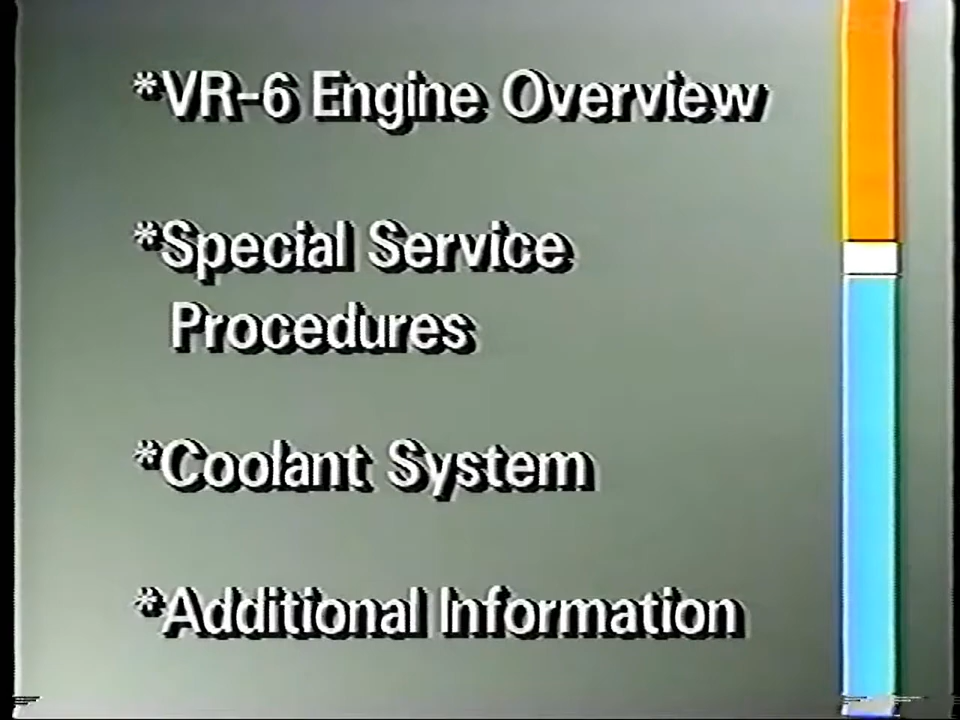 *VR-6 Engine Overview
*Special Service
Procedures
*Coolant System
*Additional Information